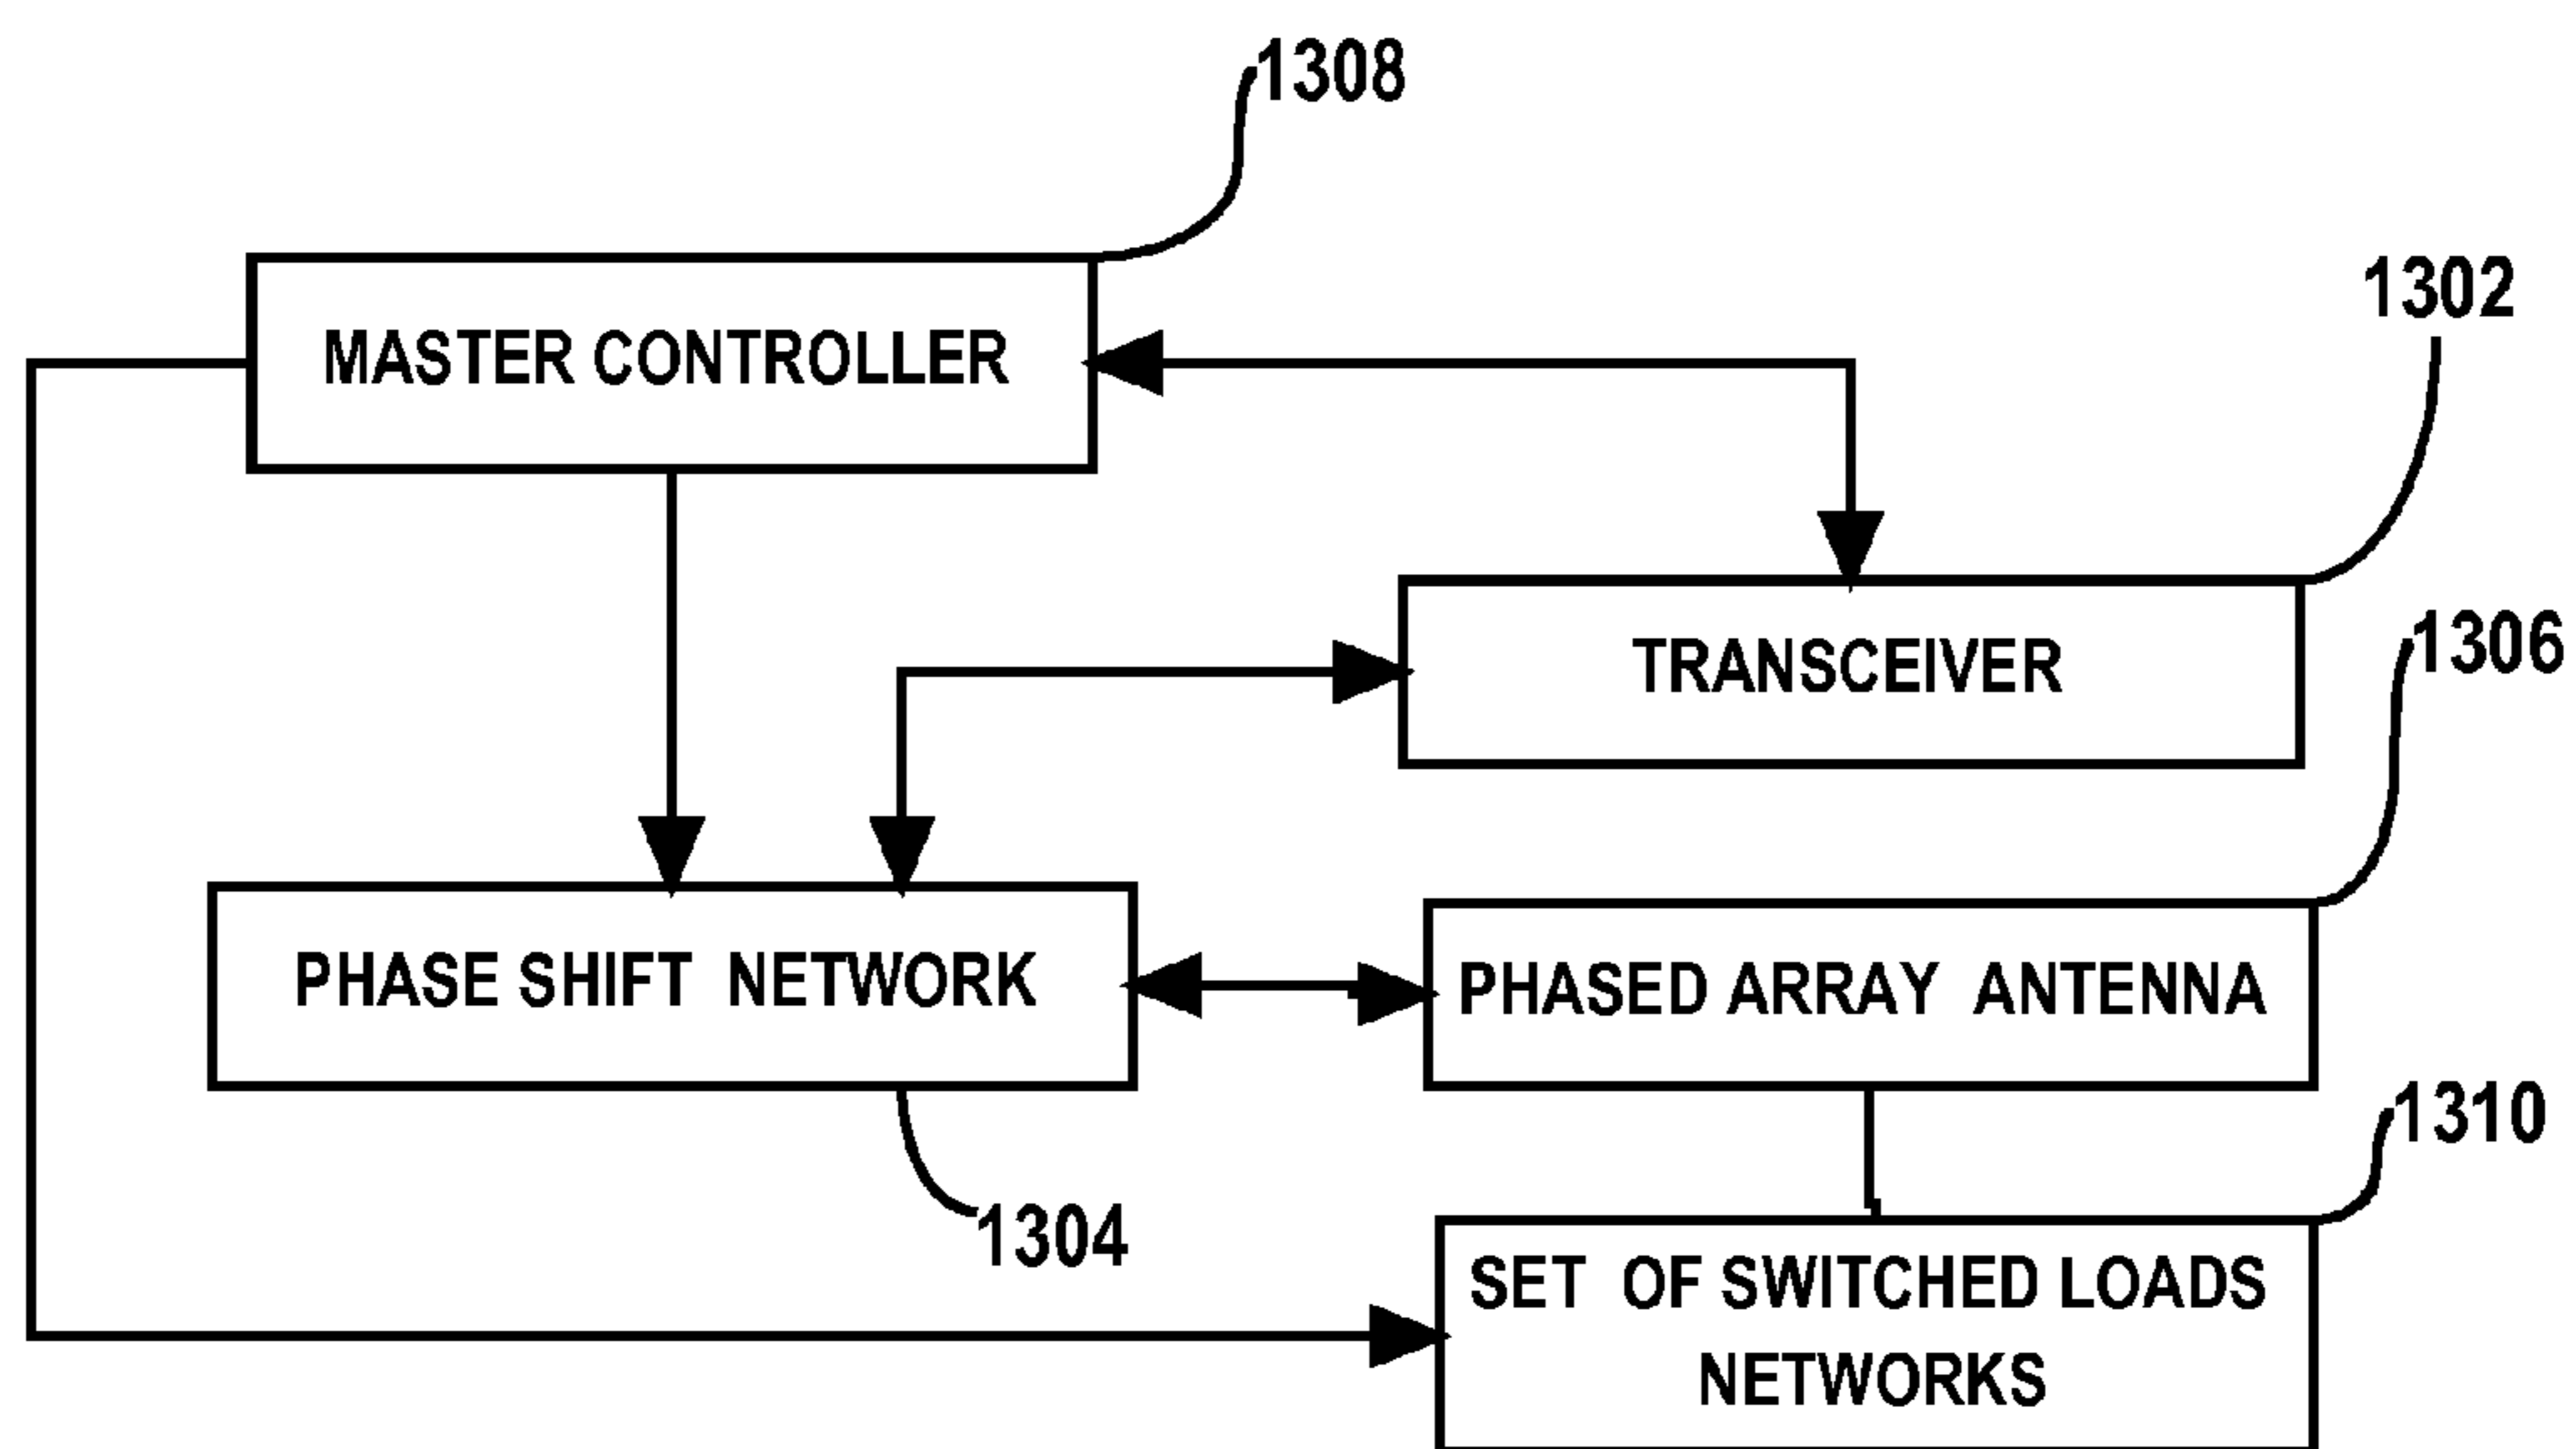 1308
1302
MASTER CONTROLLER
TRANSCEIVER
1306
PHASE SHIFT NETWORK
PHASED ARRAY ANTENNA
1310
1304
SET OF SWITCHED LOADS
NETWORKS